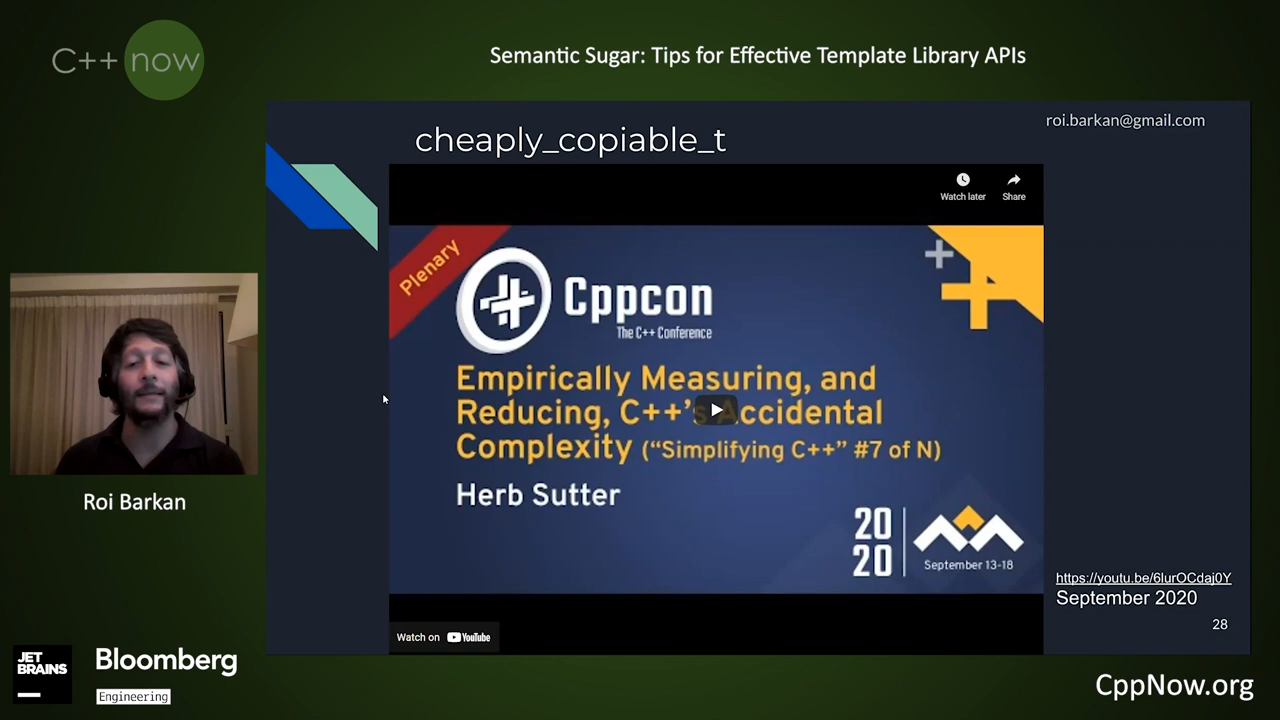 C++ now
Semantic Sugar: Tips for Effective Template Library APIs
roi.barkan@gmail.com
cheaply_copiable_t
Watch later
Share
Plenary
Cppcon
The C++ Conference
Empirically Measuring, and
Reducing, C++'s Accidental
Complexity ("Simplifying C++" #7 of N)
Herb Sutter
20
20
September 13-18
https://youtu.be/6lurOCdaj0Y
September 2020
28
Watch on YouTube
Roi Barkan
JET
BRAINS
Bloomberg
Engineering
CppNow.org